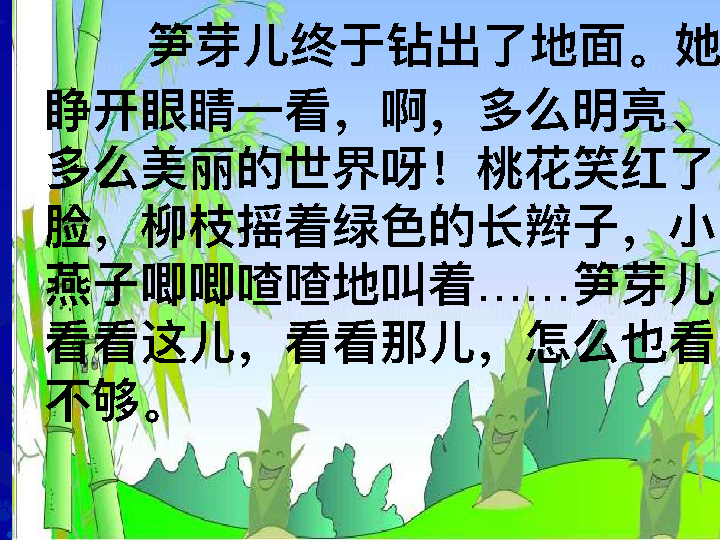 笋芽儿终于钻出了地面。她
睁开眼睛一看，啊，多么明亮、
多么美丽的世界呀！桃花笑红了
脸，柳枝摇着绿色的长辫子，小
燕子唧唧喳喳地叫着……笋芽儿
看看这儿，看看那儿，怎么也看
不够。